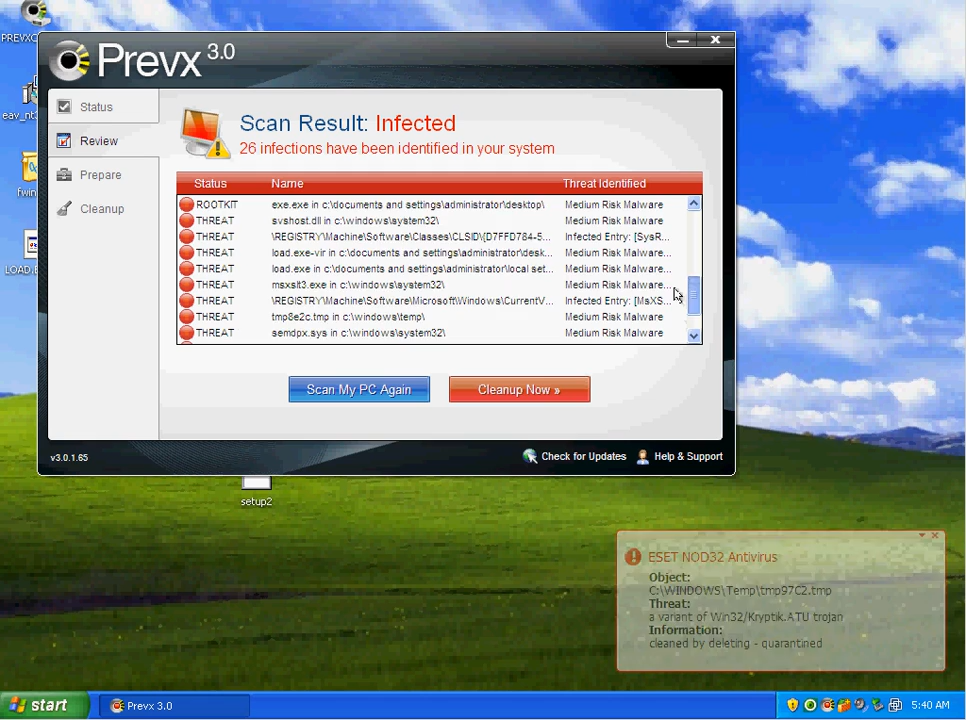 PREVXC
eav_nt3
fwin
LOAD.E
Prevx 3.0
Status
Review
Prepare
Cleanup
Scan Result: Infected
26 infections have been identified in your system
Status Name Threat Identified
ROOTKIT exe.exe in c:\documents and settings\administrator\desktop\ Medium Risk Malware
THREAT svshost.dll in c:\windows\system32\ Medium Risk Malware
THREAT \REGISTRY\Machine\Software\Classes\CLSID\{D7FFD784-5... Infected Entry: [SysR...
THREAT load.exe-vir in c:\documents and settings\administrator\desk... Medium Risk Malware...
THREAT load.exe in c:\documents and settings\administrator\local set... Medium Risk Malware...
THREAT msxslt3.exe in c:\windows\system32\ Medium Risk Malware...
THREAT \REGISTRY\Machine\Software\Microsoft\Windows\CurrentV... Infected Entry: [MsXS...
THREAT tmp8e2c.tmp in c:\windows\temp\ Medium Risk Malware
THREAT semdpx.sys in c:\windows\system32\ Medium Risk Malware
Scan My PC Again Cleanup Now »
v3.0.1.65 Check for Updates Help & Support
setup2
ESET NOD32 Antivirus
Object:
C:\WINDOWS\Temp\tmp97C2.tmp
Threat:
a variant of Win32/Kryptik.ATU trojan
Information:
cleaned by deleting - quarantined
start Prevx 3.0 5:40 AM